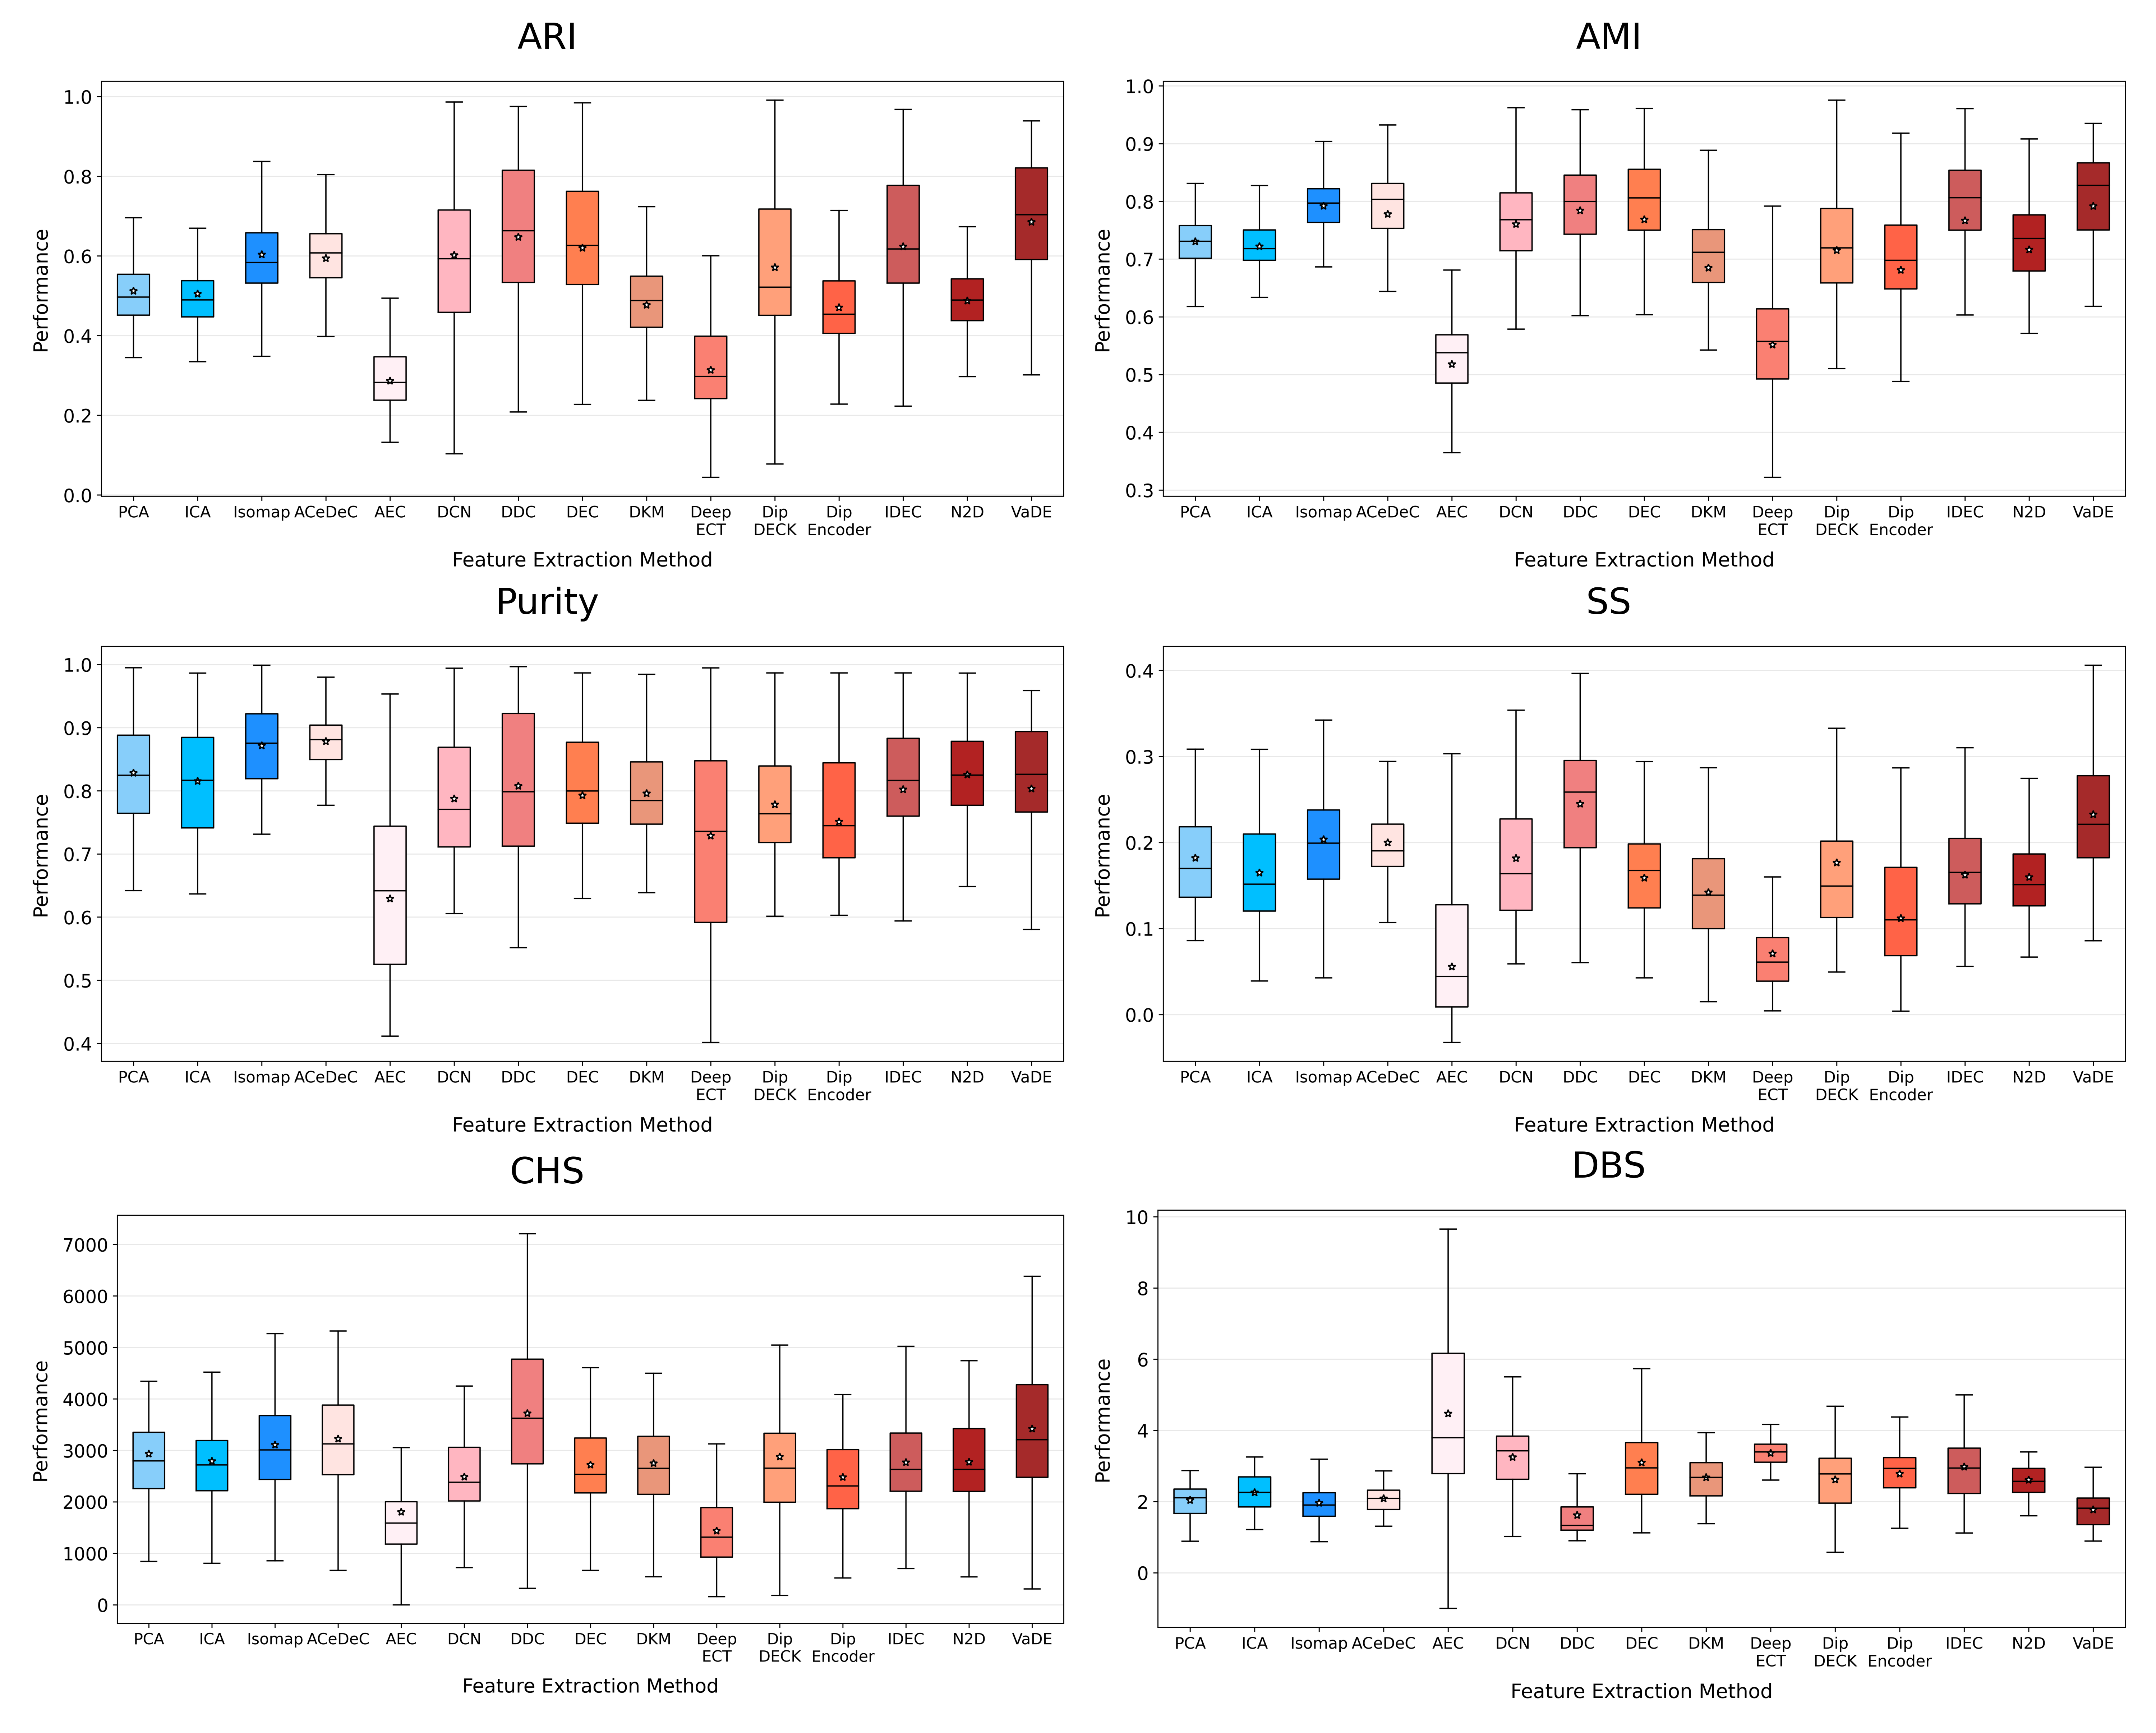 ARI
1.0
0.8
0.6
0.4
0.2
0.0
Performance
PCA ICA Isomap ACeDeC AEC DCN DDC DEC DKM Deep ECT Dip DECK Dip Encoder IDEC N2D VaDE
Feature Extraction Method
AMI
1.0
0.9
0.8
0.7
0.6
0.5
0.4
0.3
Performance
PCA ICA Isomap ACeDeC AEC DCN DDC DEC DKM Deep ECT Dip DECK Dip Encoder IDEC N2D VaDE
Feature Extraction Method
Purity
1.0
0.9
0.8
0.7
0.6
0.5
0.4
Performance
PCA ICA Isomap ACeDeC AEC DCN DDC DEC DKM Deep ECT Dip DECK Dip Encoder IDEC N2D VaDE
Feature Extraction Method
SS
0.4
0.3
0.2
0.1
0.0
Performance
PCA ICA Isomap ACeDeC AEC DCN DDC DEC DKM Deep ECT Dip DECK Dip Encoder IDEC N2D VaDE
Feature Extraction Method
CHS
7000
6000
5000
4000
3000
2000
1000
0
Performance
PCA ICA Isomap ACeDeC AEC DCN DDC DEC DKM Deep ECT Dip DECK Dip Encoder IDEC N2D VaDE
Feature Extraction Method
DBS
10
8
6
4
2
0
Performance
PCA ICA Isomap ACeDeC AEC DCN DDC DEC DKM Deep ECT Dip DECK Dip Encoder IDEC N2D VaDE
Feature Extraction Method